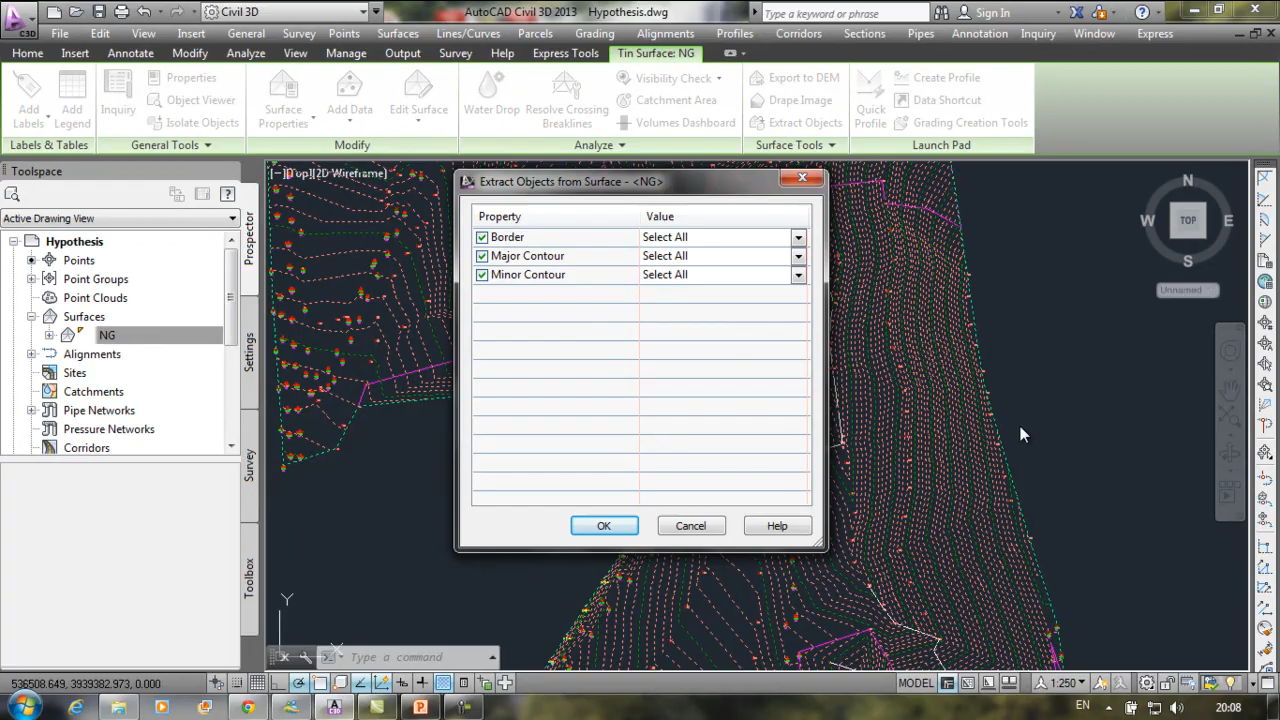 C3D
Civil 3D
AutoCAD Civil 3D 2013 Hypothesis.dwg
Type a keyword or phrase
Sign In
File Edit View Insert General Survey Points Surfaces Lines/Curves Parcels Grading Alignments Profiles Corridors Sections Pipes Annotation Inquiry Window Express
Home Insert Annotate Modify Analyze View Manage Output Survey Help Express Tools Tin Surface: NG
Add Labels
Add Legend
Labels & Tables
Inquiry
Properties
Object Viewer
Isolate Objects
General Tools
Surface Properties
Add Data
Edit Surface
Modify
Water Drop
Resolve Crossing Breaklines
Visibility Check
Catchment Area
Volumes Dashboard
Analyze
Export to DEM
Drape Image
Extract Objects
Surface Tools
Quick Profile
Create Profile
Data Shortcut
Grading Creation Tools
Launch Pad
Toolspace
Active Drawing View
Hypothesis
Points
Point Groups
Point Clouds
Surfaces
NG
Alignments
Sites
Catchments
Pipe Networks
Pressure Networks
Corridors
Prospector
Settings
Survey
Toolbox
[−][Top][2D Wireframe]
Extract Objects from Surface - <NG>
Property Value
Border Select All
Major Contour Select All
Minor Contour Select All
OK Cancel Help
N
W TOP E
S
Unnamed
Y
X
Type a command
536508.649, 3939382.973, 0.000
MODEL
1:250
EN
20:08